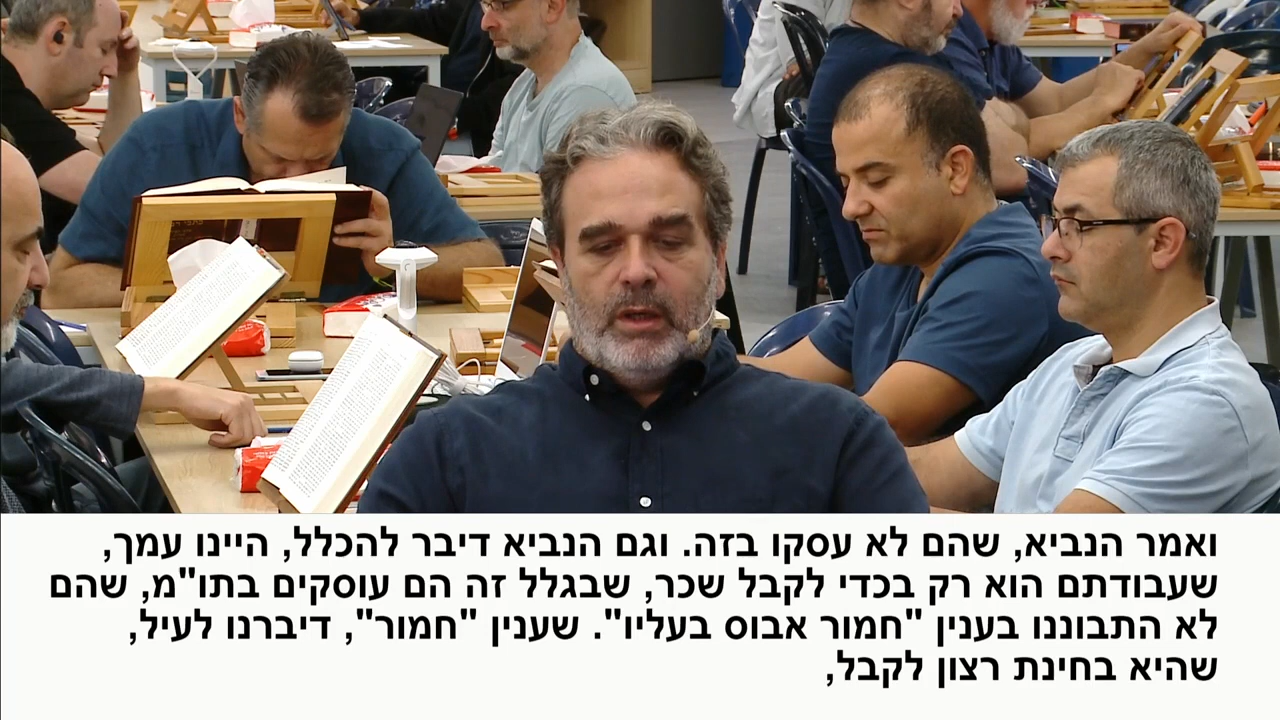 ואמר הנביא, שהם לא עסקו בזה. וגם הנביא דיבר להכלל, היינו עמך,
שעבודתם הוא רק בכדי לקבל שכר, שבגלל זה הם עוסקים בתו"מ, שהם
לא התבוננו בענין "חמור אבוס בעליו". שענין "חמור", דיברנו לעיל,
שהיא בחינת רצון לקבל,